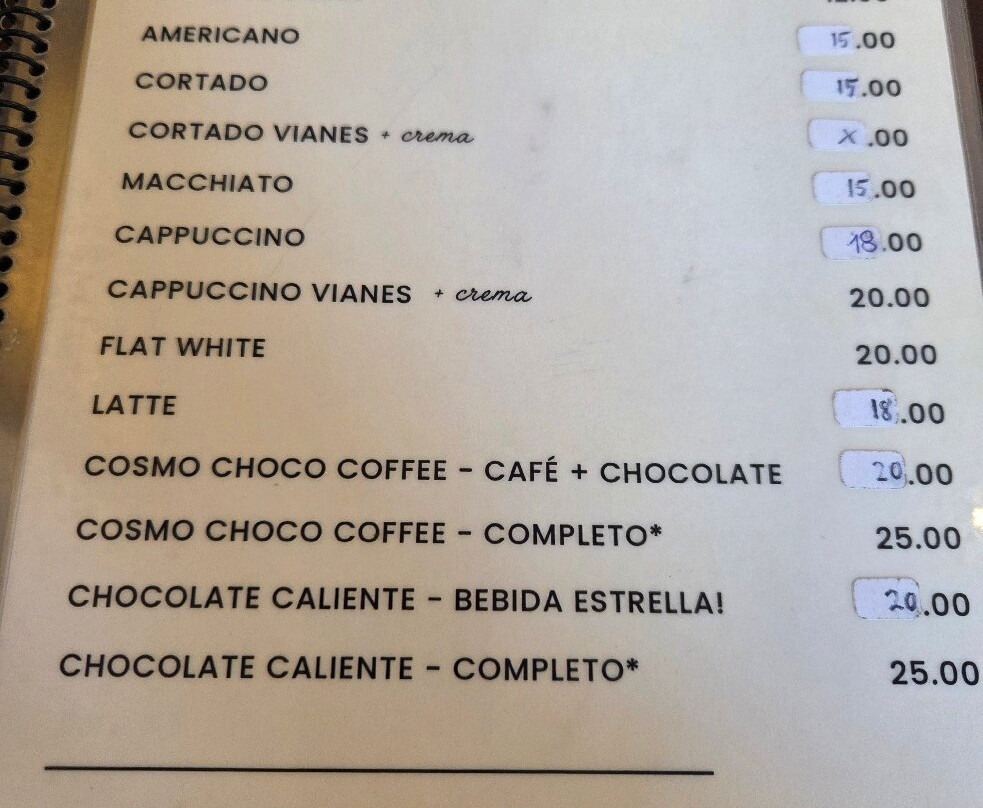 AMERICANO 15.00
CORTADO 15.00
CORTADO VIANES + crema X.00
MACCHIATO 15.00
CAPPUCCINO 18.00
CAPPUCCINO VIANES + crema 20.00
FLAT WHITE 20.00
LATTE 18.00
COSMO CHOCO COFFEE - CAFÉ + CHOCOLATE 20.00
COSMO CHOCO COFFEE - COMPLETO* 25.00
CHOCOLATE CALIENTE - BEBIDA ESTRELLA! 20.00
CHOCOLATE CALIENTE - COMPLETO* 25.00